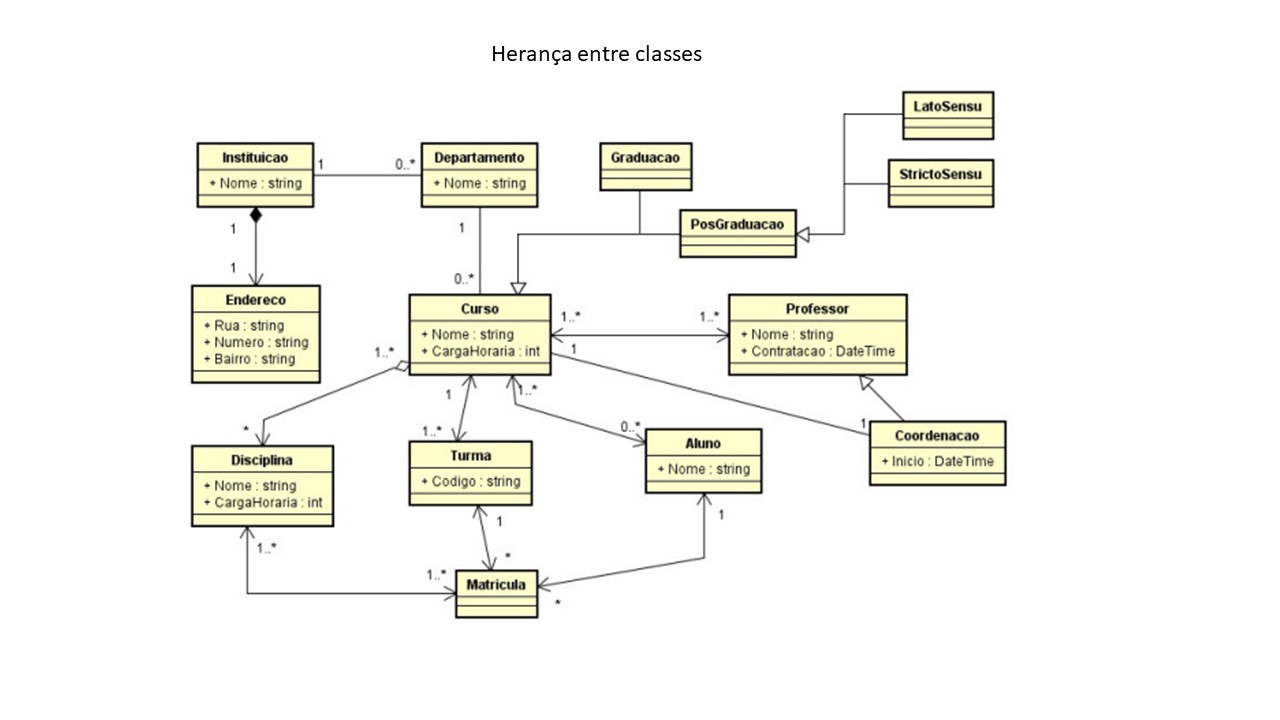 Herança entre classes
LatoSensu
Instituicao
+ Nome : string
1
0..*
Departamento
+ Nome : string
Graduacao
StrictoSensu
PosGraduacao
1
1
1
0..*
Endereco
+ Rua : string
+ Numero : string
+ Bairro : string
Curso
+ Nome : string
+ CargaHoraria : int
1..*
1..*
Professor
+ Nome : string
+ Contratacao : DateTime
1
1..*
1
1..*
1
Coordenacao
+ Inicio : DateTime
*
1..*
0..*
Disciplina
+ Nome : string
+ CargaHoraria : int
Turma
+ Codigo : string
Aluno
+ Nome : string
1..*
1
1
1..*
*
Matricula
*